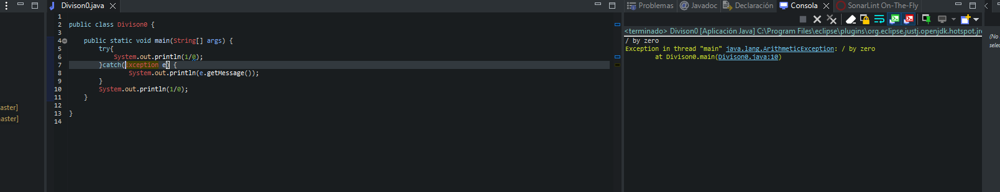 Divison0.java
1
2 public class Divison0 {
3
4 public static void main(String[] args) {
5 try{
6 System.out.println(1/0);
7 }catch(Exception e) {
8 System.out.println(e.getMessage());
9 }
10 System.out.println(1/0);
11 }
12
13 }
14
aster]
aster]
Problemas Javadoc Declaración Consola SonarLint On-The-Fly
<terminado> Divison0 [Aplicación Java] C:\Program Files\eclipse\plugins\org.eclipse.justj.openjdk.hotspot.jr
/ by zero
Exception in thread "main" java.lang.ArithmeticException: / by zero
at Divison0.main(Divison0.java:10)
(No
selec